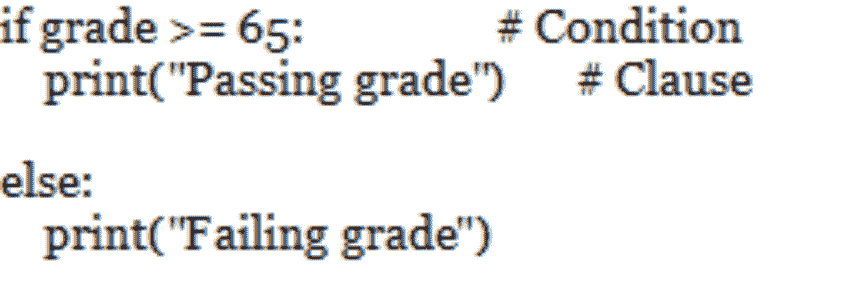 if grade >= 65: # Condition
print("Passing grade") # Clause
else:
print("Failing grade")